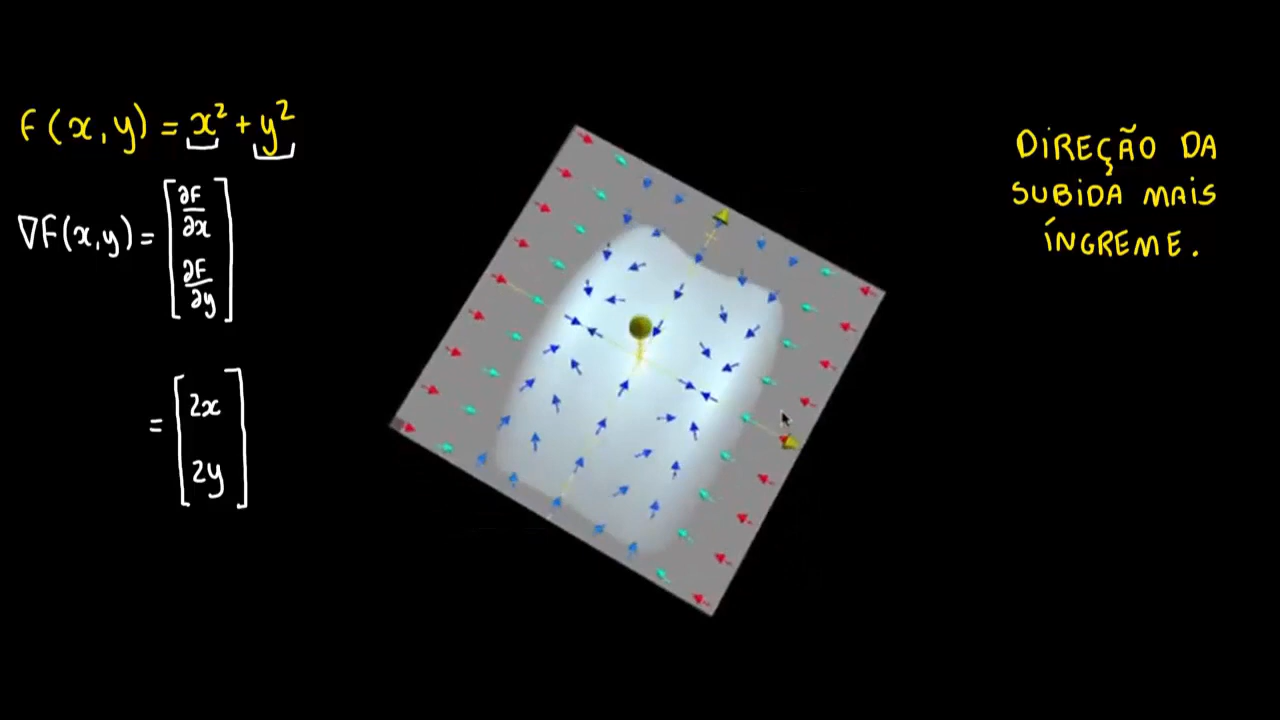 F(x,y) = x² + y²
∇F(x,y) = [∂F/∂x ∂F/∂y]
= [2x 2y]
DIREÇÃO DA
SUBIDA MAIS
ÍNGREME.